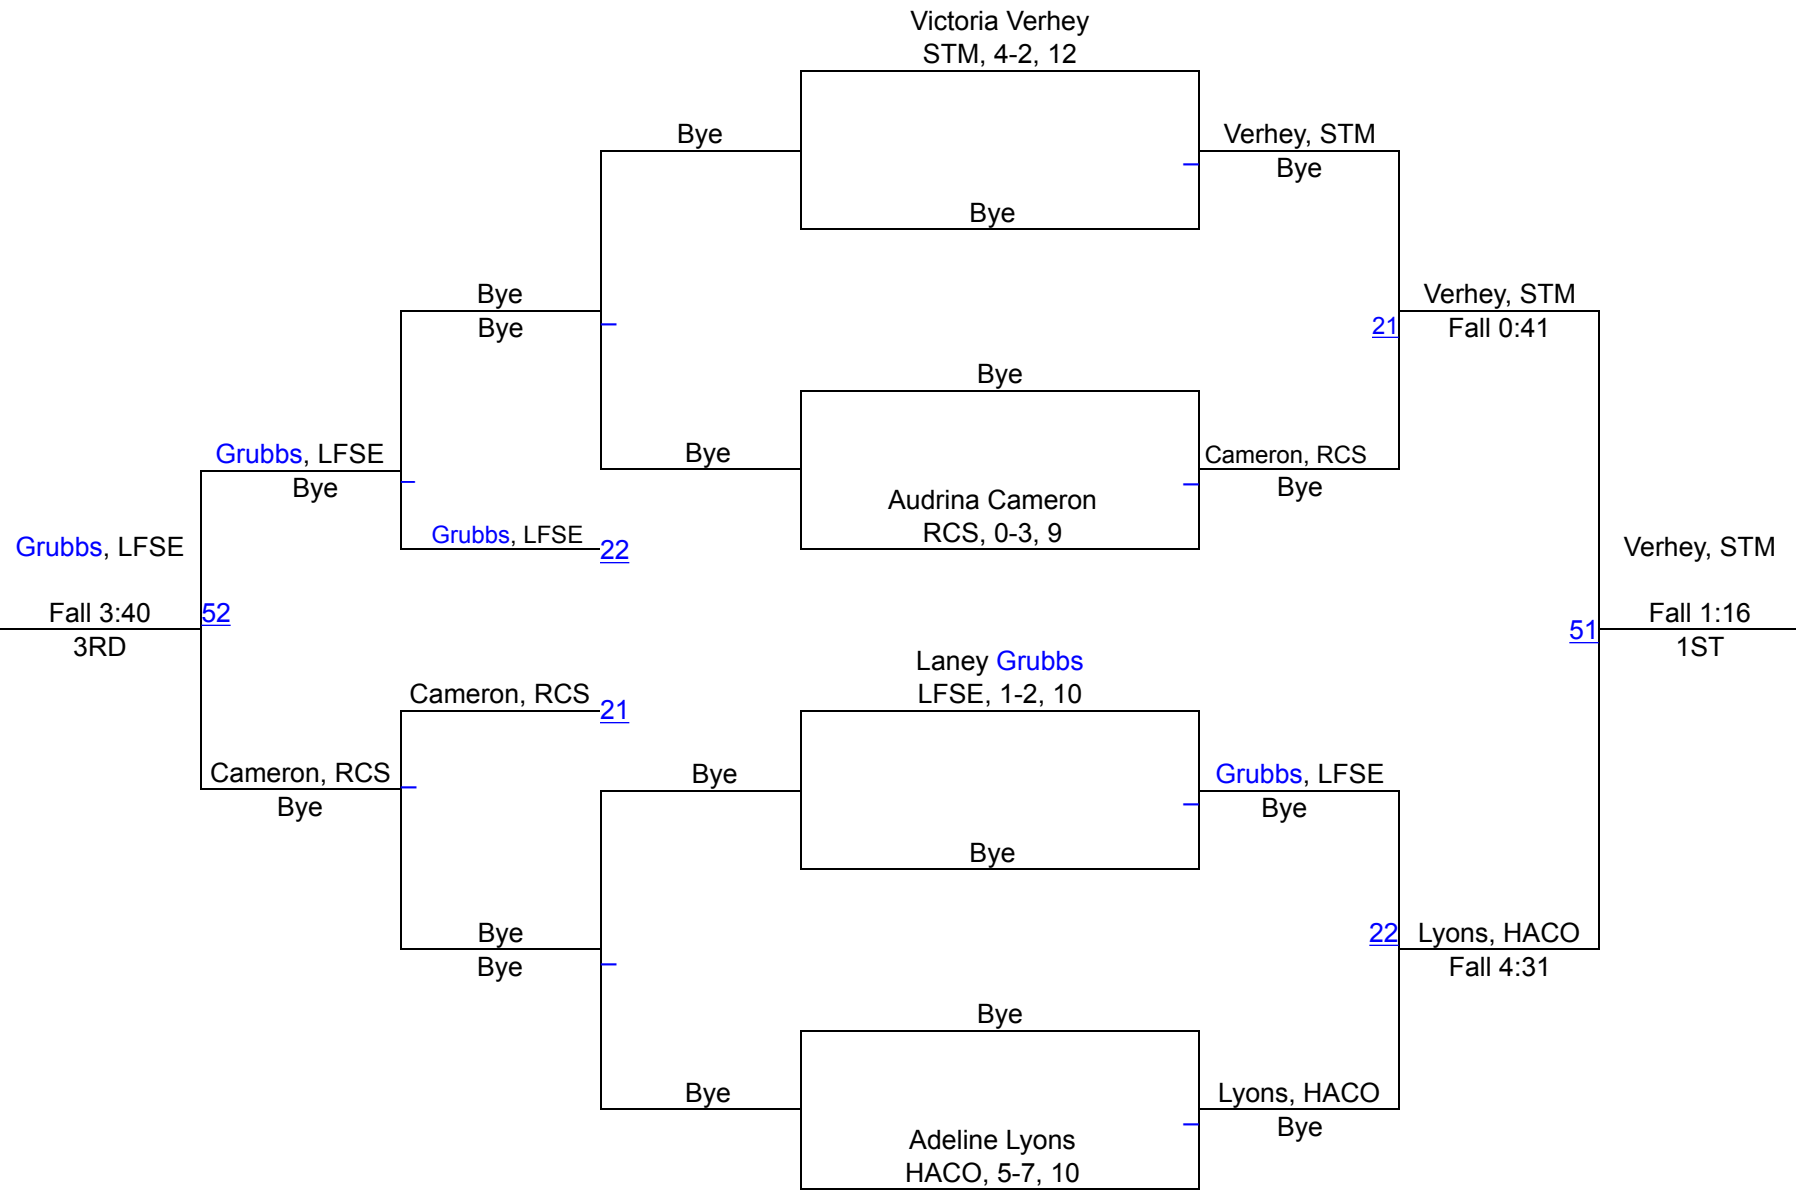 Victoria Verhey
STM, 4-2, 12
Bye
Verhey, STM
Bye
Bye
Bye
Bye
Verhey, STM
21
Fall 0:41
Bye
Grubbs, LFSE
Bye
Bye
Cameron, RCS
Bye
Audrina Cameron
RCS, 0-3, 9
Grubbs, LFSE
Grubbs, LFSE
22
Verhey, STM
Fall 3:40
52
3RD
Fall 1:16
51
1ST
Laney Grubbs
LFSE, 1-2, 10
Cameron, RCS
21
Cameron, RCS
Bye
Bye
Grubbs, LFSE
Bye
Bye
Bye
Bye
22
Lyons, HACO
Fall 4:31
Bye
Bye
Lyons, HACO
Bye
Adeline Lyons
HACO, 5-7, 10